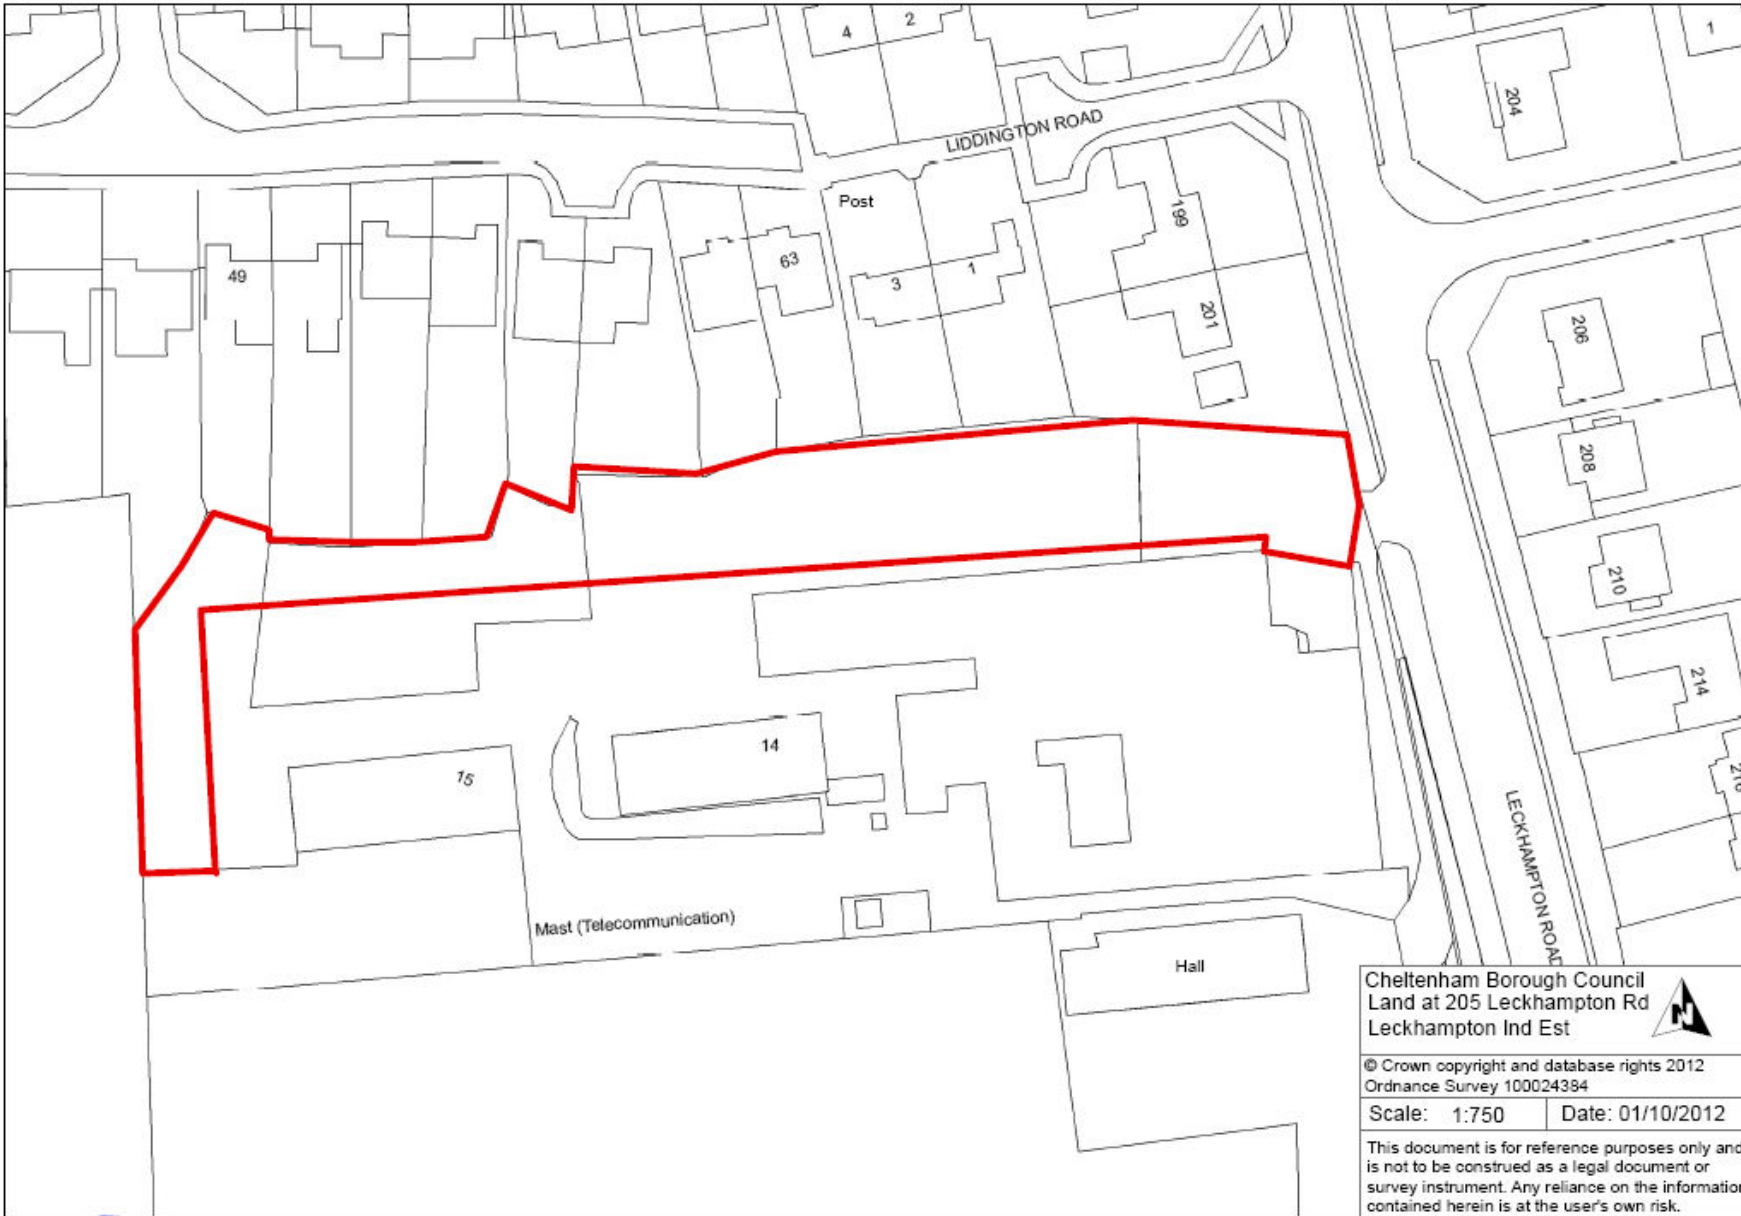 4
2
1
204
LIDDINGTON ROAD
Post
199
49
63
3
1
201
206
208
210
214
14
15
LECKHAMPTON ROAD
Mast (Telecommunication)
Hall
Cheltenham Borough Council
Land at 205 Leckhampton Rd
Leckhampton Ind Est
N
© Crown copyright and database rights 2012
Ordnance Survey 100024384
Scale: 1:750
Date: 01/10/2012
This document is for reference purposes only and
is not to be construed as a legal document or
survey instrument. Any reliance on the information
contained herein is at the user's own risk.